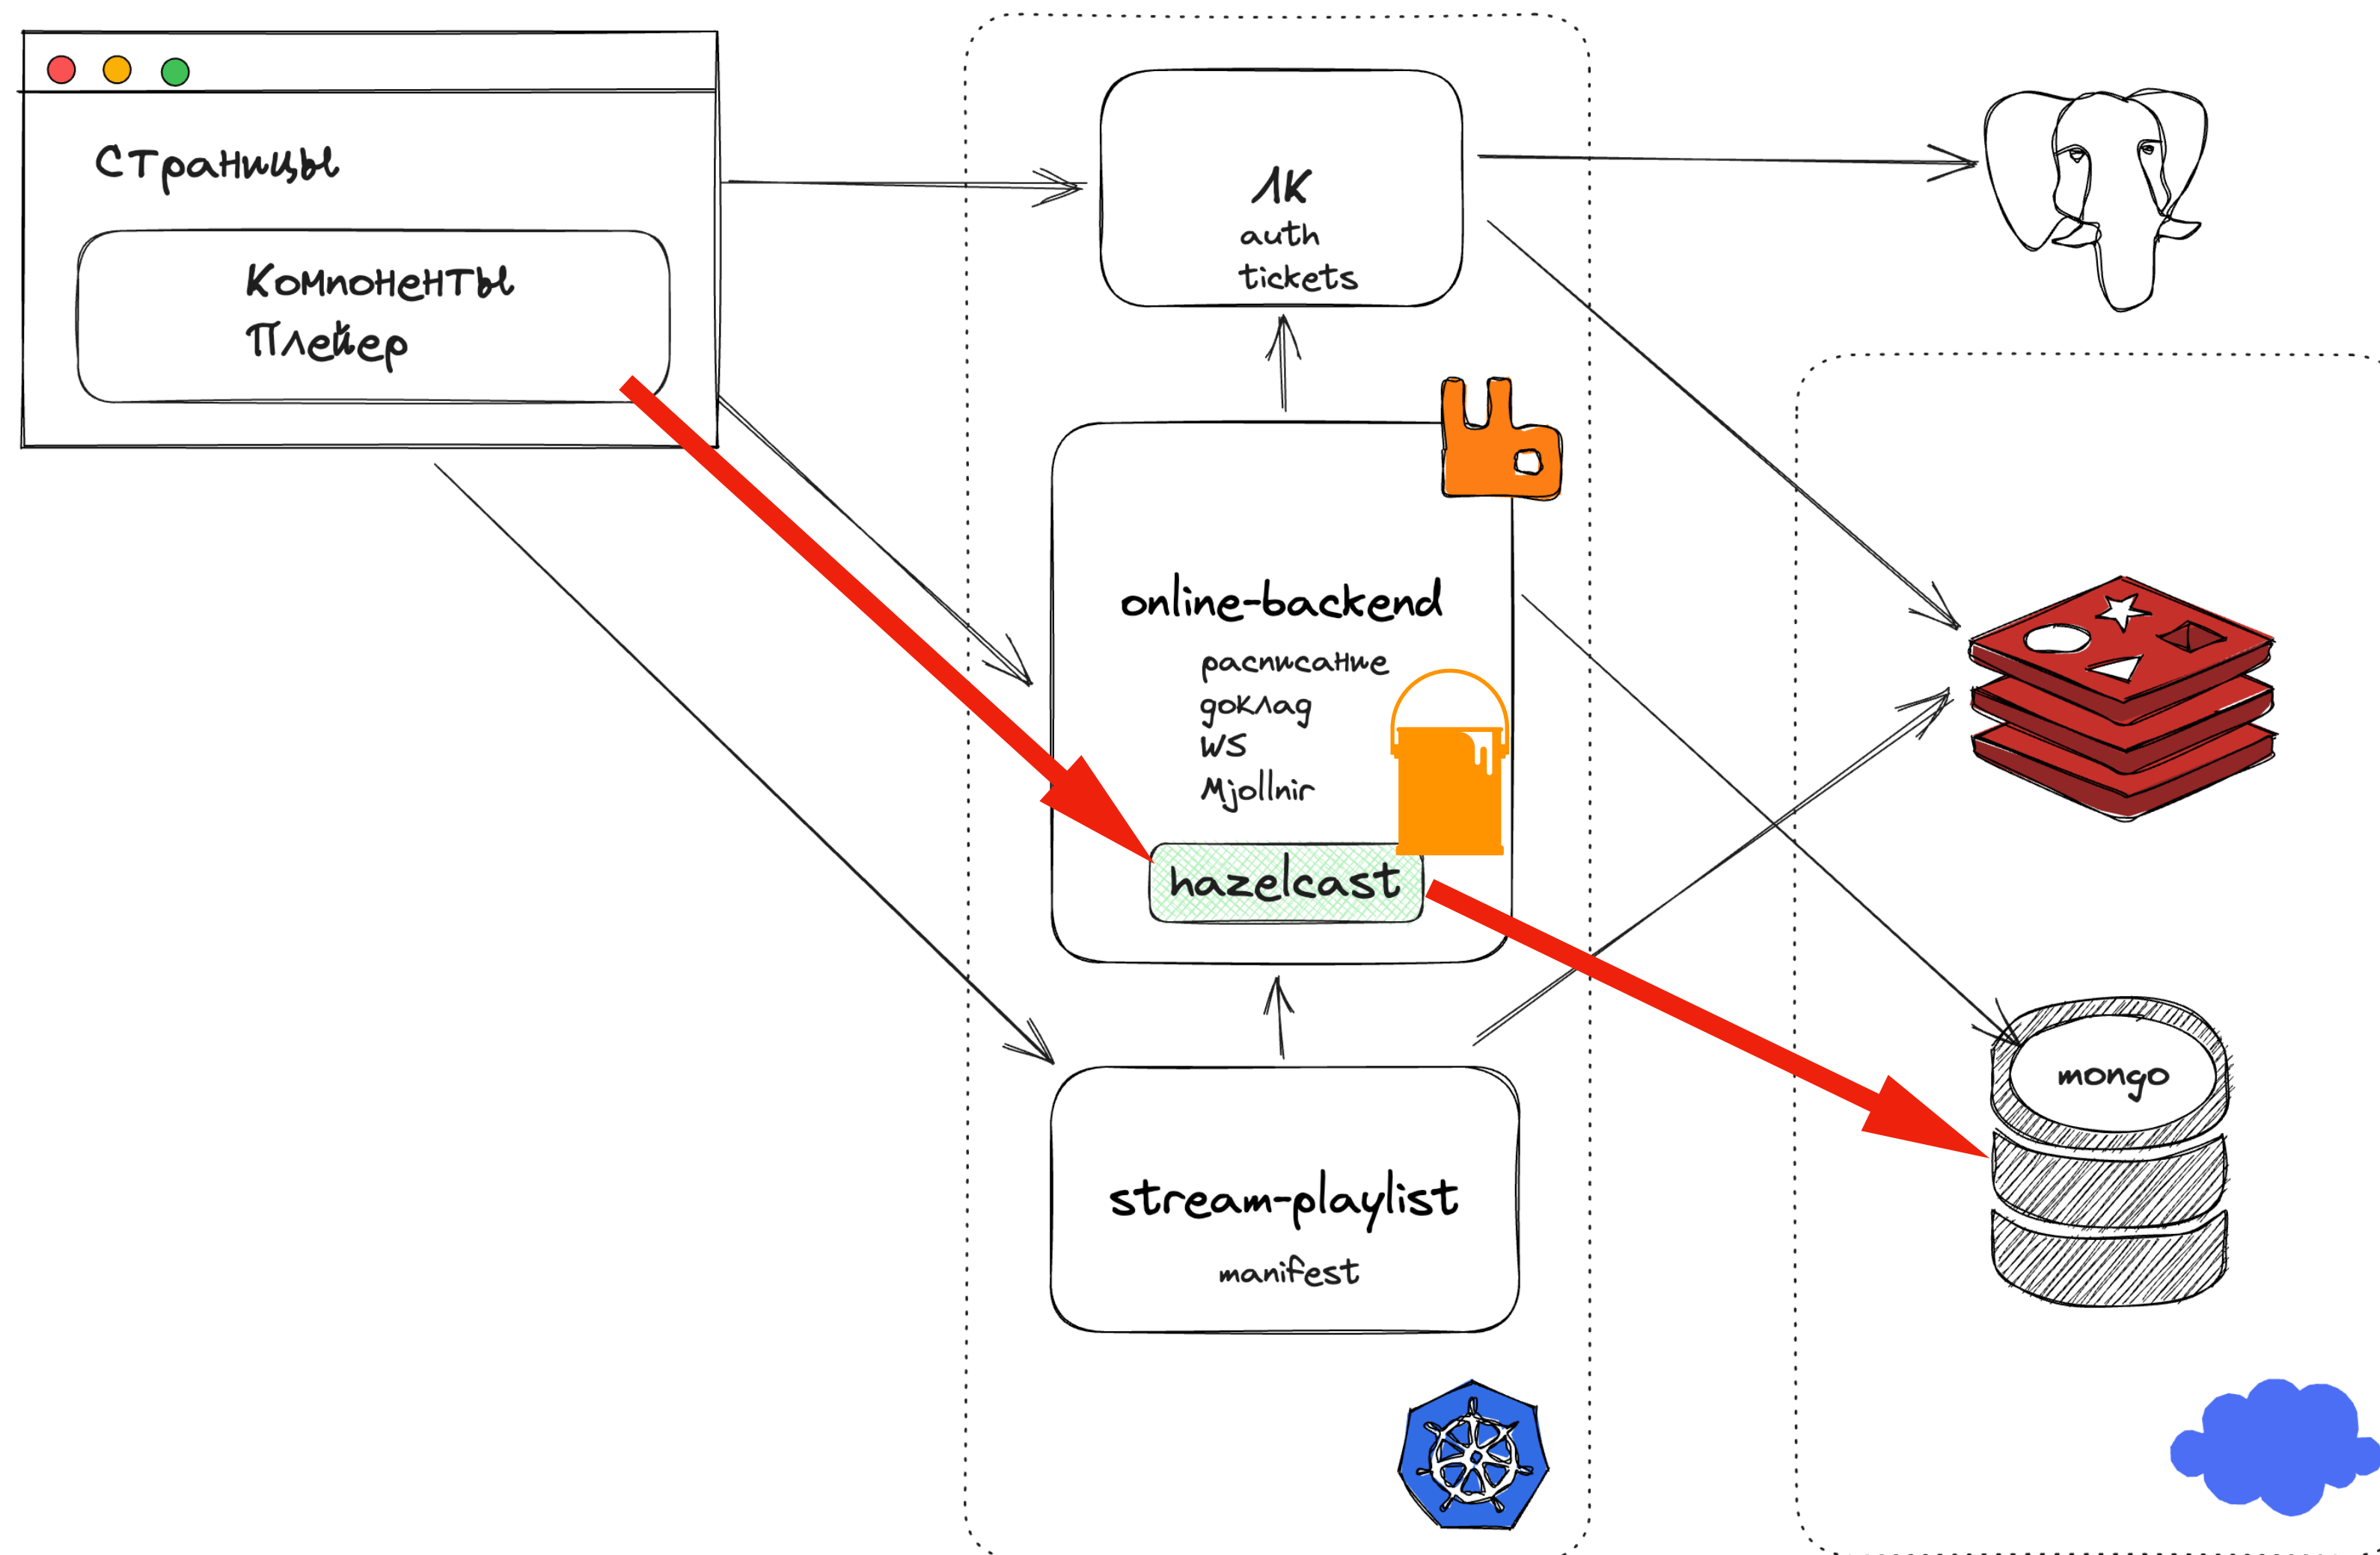 Страницы
Компоненты
Плейер
ЛК
auth
tickets
online-backend
расписание
доклад
WS
Mjollnir
hazelcast
stream-playlist
manifest
mongo